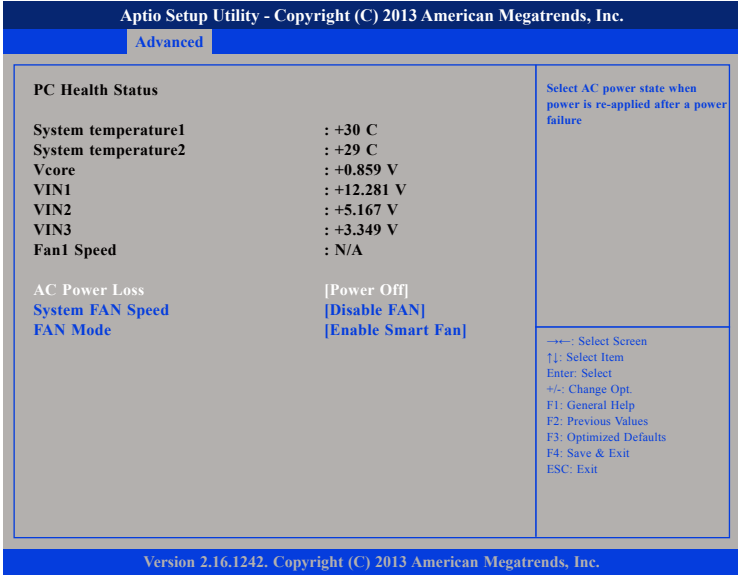 Aptio Setup Utility - Copyright (C) 2013 American Megatrends, Inc.
Advanced
PC Health Status
System temperature1 : +30 C
System temperature2 : +29 C
Vcore : +0.859 V
VIN1 : +12.281 V
VIN2 : +5.167 V
VIN3 : +3.349 V
Fan1 Speed : N/A
AC Power Loss [Power Off]
System FAN Speed [Disable FAN]
FAN Mode [Enable Smart Fan]
Select AC power state when
power is re-applied after a power
failure
→←: Select Screen
↑↓: Select Item
Enter: Select
+/-: Change Opt.
F1: General Help
F2: Previous Values
F3: Optimized Defaults
F4: Save & Exit
ESC: Exit
Version 2.16.1242. Copyright (C) 2013 American Megatrends, Inc.